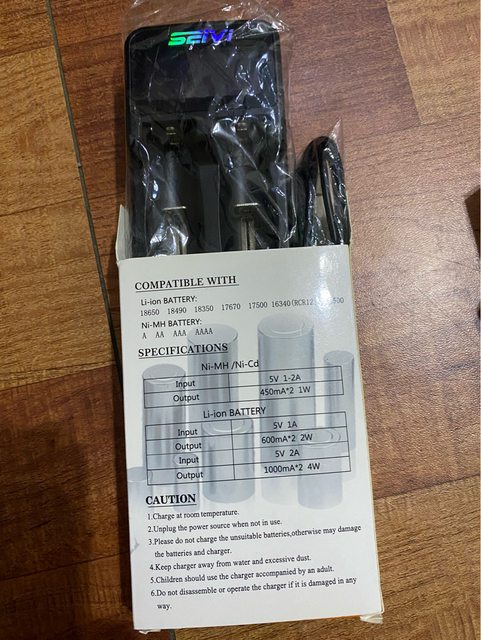 SEIVI
COMPATIBLE WITH
Li-ion BATTERY:
18650 18490 18350 17670 17500 16340(RCR12 500
Ni-MH BATTERY:
A AA AAA AAAA
SPECIFICATIONS
Ni-MH /Ni-Cd
Input 5V 1-2A
Output 450mA*2 1W
Li-ion BATTERY
Input 5V 1A
Output 600mA*2 2W
Input 5V 2A
Output 1000mA*2 4W
CAUTION
1.Charge at room temperature.
2.Unplug the power source when not in use.
3.Please do not charge the unsuitable batteries,otherwise may damage
the batteries and charger.
4.Keep charger away from water and excessive dust.
5.Children should use the charger accompanied by an adult.
6.Do not disassemble or operate the charger if it is damaged in any
way.